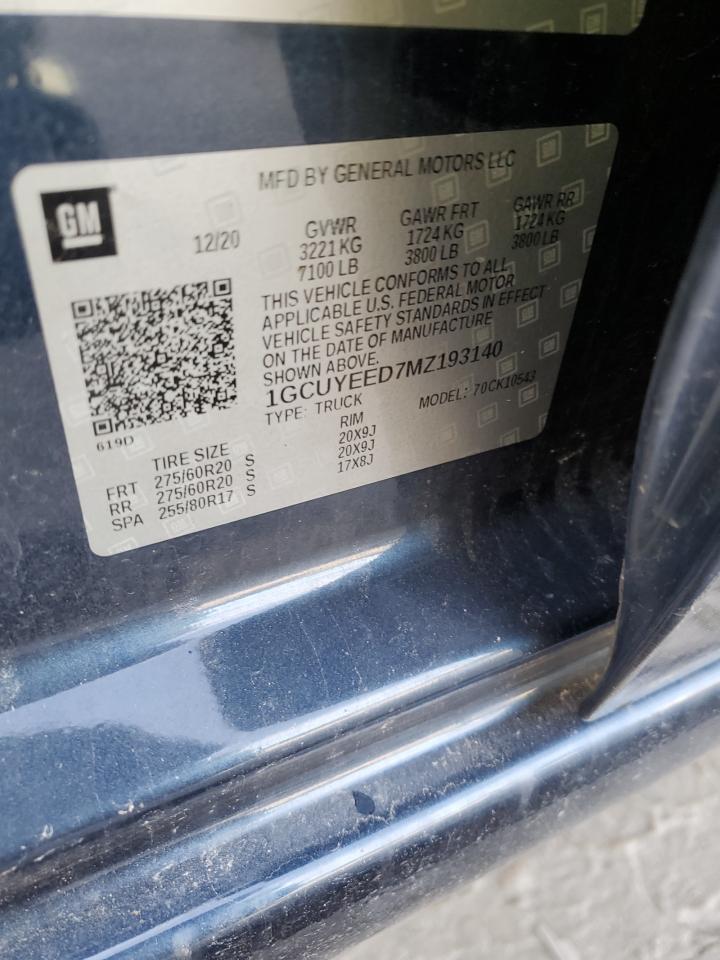 MFD BY GENERAL MOTORS LLC
GM
12/20
GVWR GAWR FRT GAWR RR
3221 KG 1724 KG 1724 KG
7100 LB 3800 LB 3800 LB
THIS VEHICLE CONFORMS TO ALL
APPLICABLE U.S. FEDERAL MOTOR
VEHICLE SAFETY STANDARDS IN EFFECT
ON THE DATE OF MANUFACTURE
SHOWN ABOVE.
1GCUYEED7MZ193140
TYPE: TRUCK MODEL: 70CK10543
619D
TIRE SIZE RIM
FRT 275/60R20 S 20X9J
RR 275/60R20 S 20X9J
SPA 255/80R17 S 17X8J